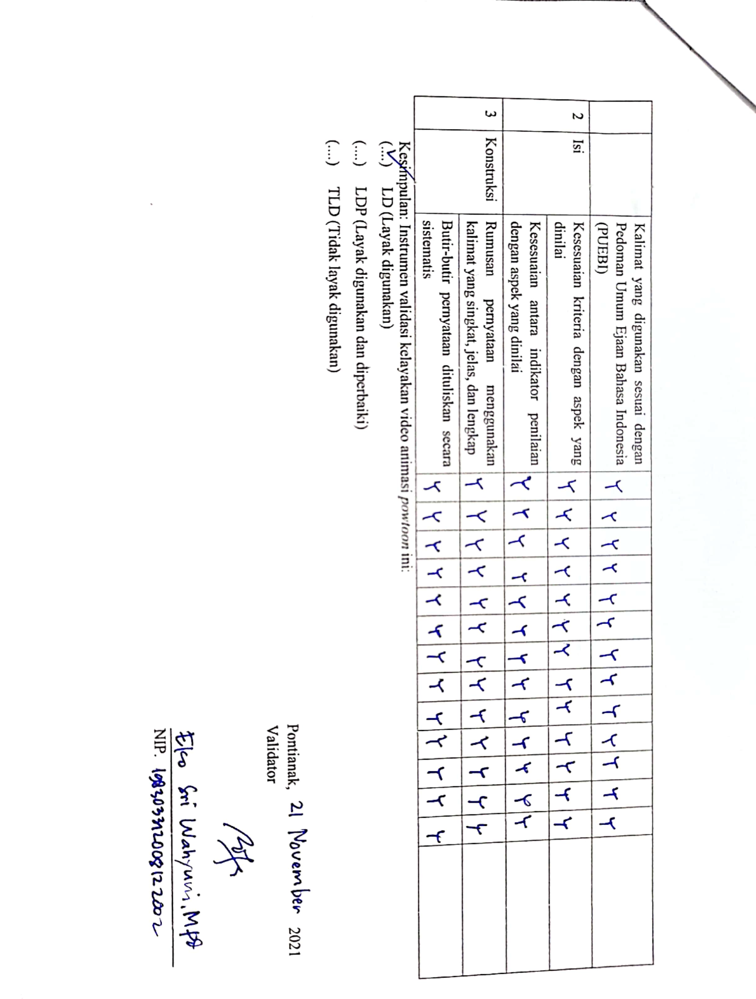 Kalimat yang digunakan sesuai dengan
Pedoman Umum Ejaan Bahasa Indonesia
(PUEBI)
Y Y Y Y Y Y Y Y Y Y Y Y Y
2 Isi Kesesuaian kriteria dengan aspek yang
dinilai
Y Y Y Y Y Y Y Y Y Y Y Y Y
Kesesuaian antara indikator penilaian
dengan aspek yang dinilai
Y Y Y Y Y Y Y Y Y Y Y Y Y
3 Konstruksi Rumusan pernyataan menggunakan
kalimat yang singkat, jelas, dan lengkap
Y Y Y Y Y Y Y Y Y Y Y Y Y
Butir-butir pernyataan dituliskan secara
sistematis
Y Y Y Y Y Y Y Y Y Y Y Y Y
Kesimpulan: Instrumen validasi kelayakan video animasi powtoon ini:
(....) LD (Layak digunakan)
(....) LDP (Layak digunakan dan diperbaiki)
(....) TLD (Tidak layak digunakan)
Pontianak, 21 November 2021
Validator
Eko Sri Wahyuni, M.Pd
NIP. 198303312008122002